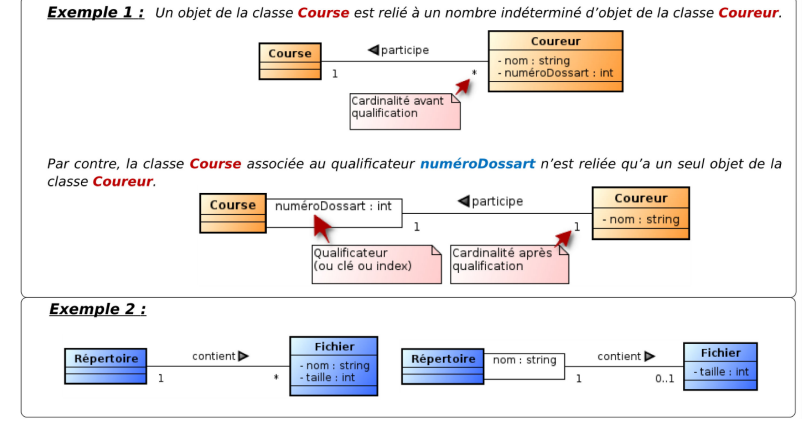 Exemple 1 : Un objet de la classe Course est relié à un nombre indéterminé d’objet de la classe Coureur.
Course
participe
1
*
Coureur
- nom : string
- numéroDossart : int
Cardinalité avant
qualification
Par contre, la classe Course associée au qualificateur numéroDossart n’est reliée qu’a un seul objet de la
classe Coureur.
Course
numéroDossart : int
participe
1
1
Coureur
- nom : string
Qualificateur
(ou clé ou index)
Cardinalité après
qualification
Exemple 2 :
Répertoire
contient
1
*
Fichier
- nom : string
- taille : int
Répertoire
nom : string
contient
1
0..1
Fichier
- taille : int